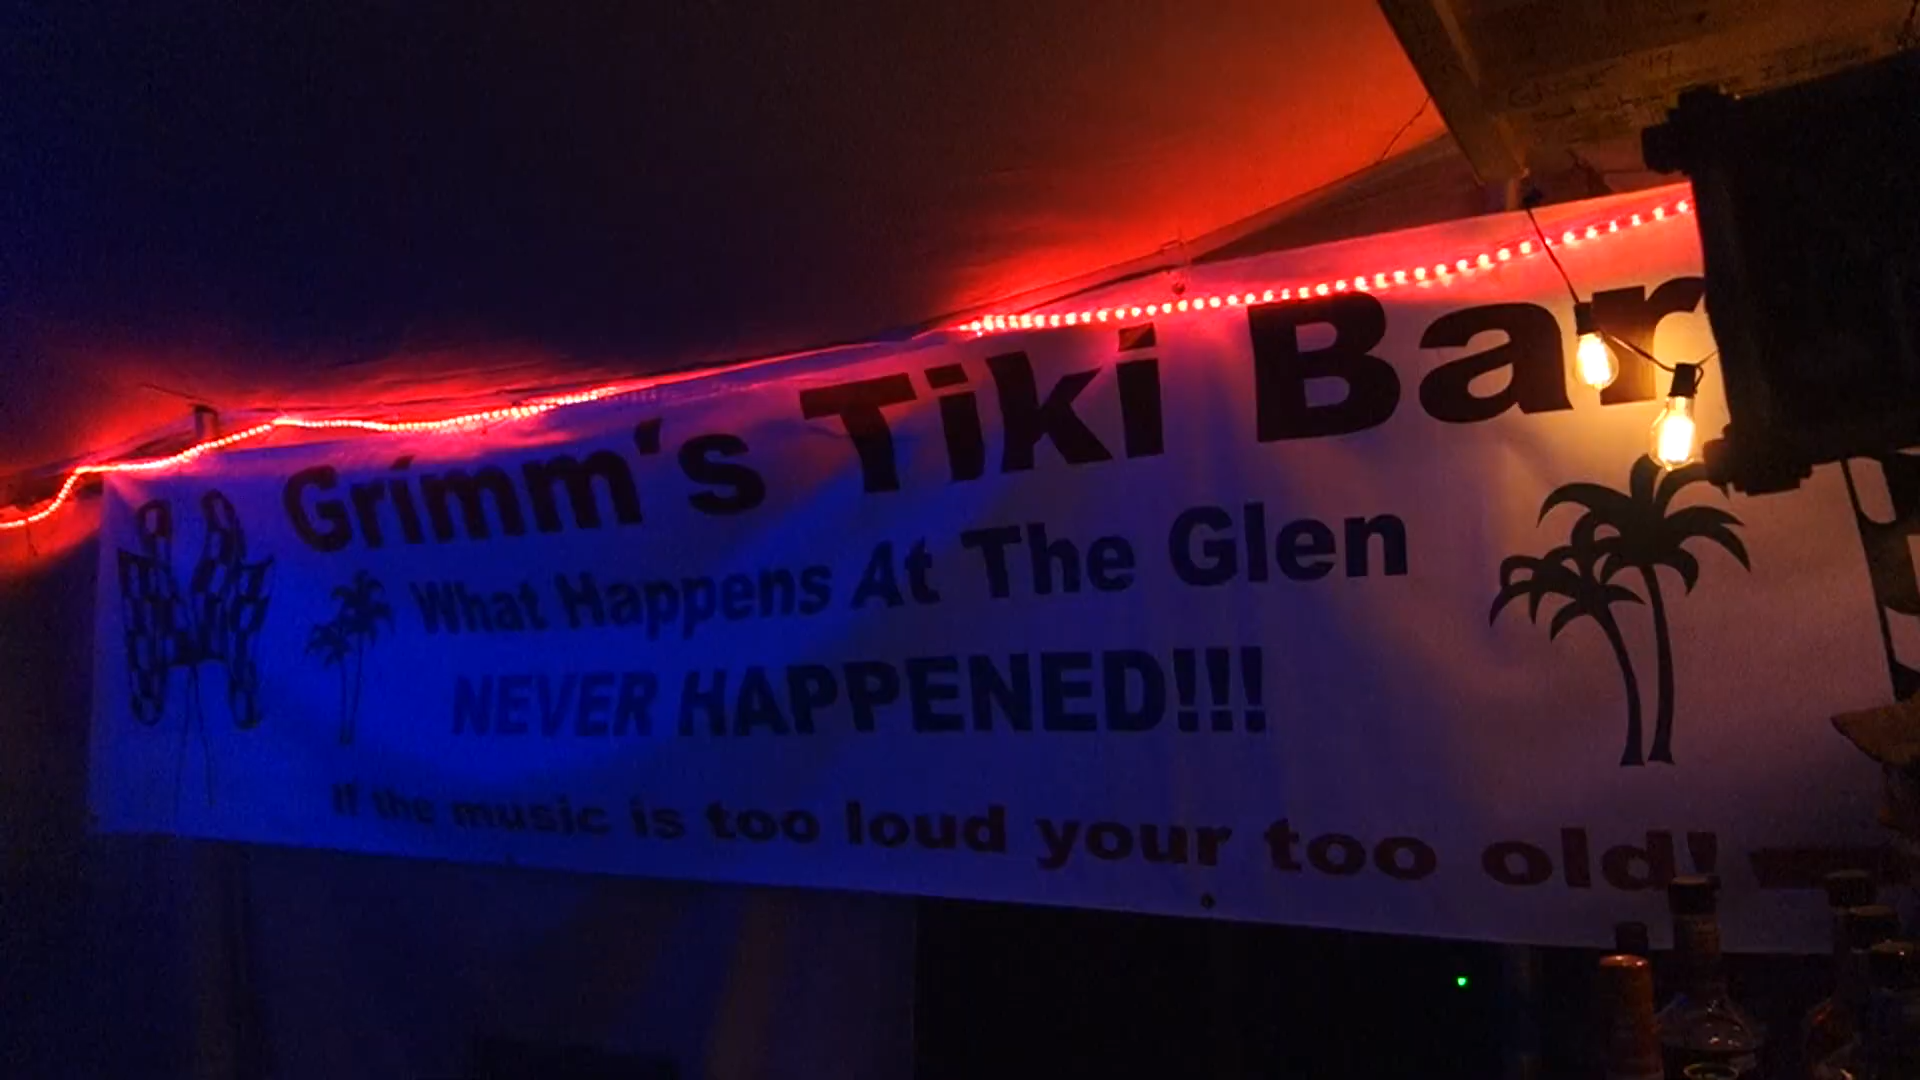 Grimm's Tiki Bar
What Happens At The Glen
NEVER HAPPENED!!!
If the music is too loud your too old!